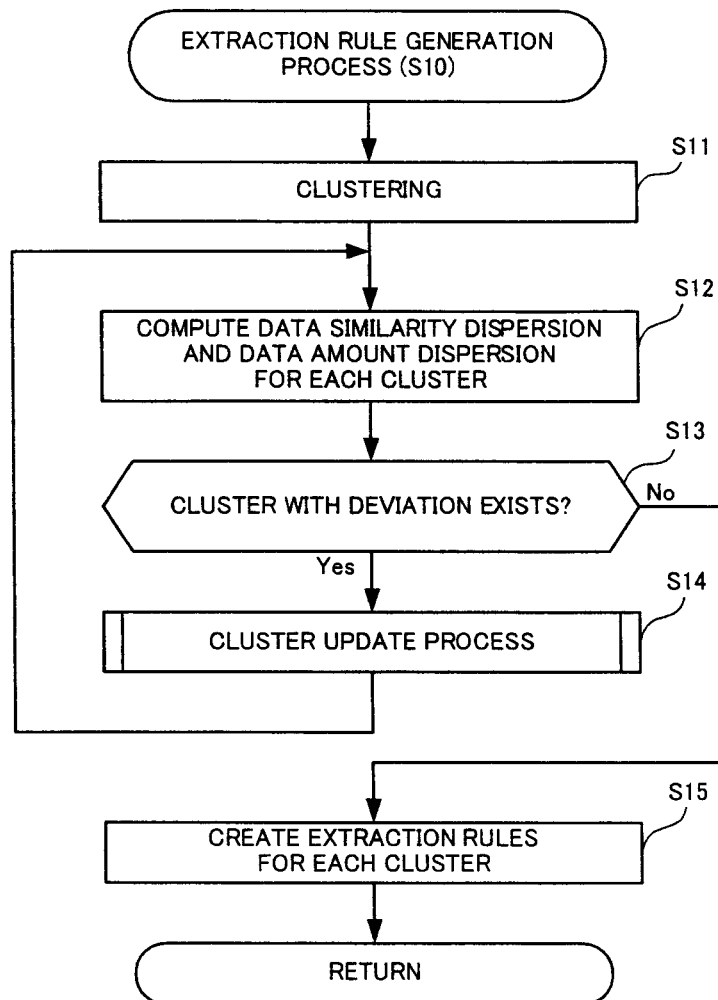 EXTRACTION RULE GENERATION
PROCESS (S10)
S11
CLUSTERING
S12
COMPUTE DATA SIMILARITY DISPERSION
AND DATA AMOUNT DISPERSION
FOR EACH CLUSTER
S13
CLUSTER WITH DEVIATION EXISTS?
No
Yes
S14
CLUSTER UPDATE PROCESS
S15
CREATE EXTRACTION RULES
FOR EACH CLUSTER
RETURN